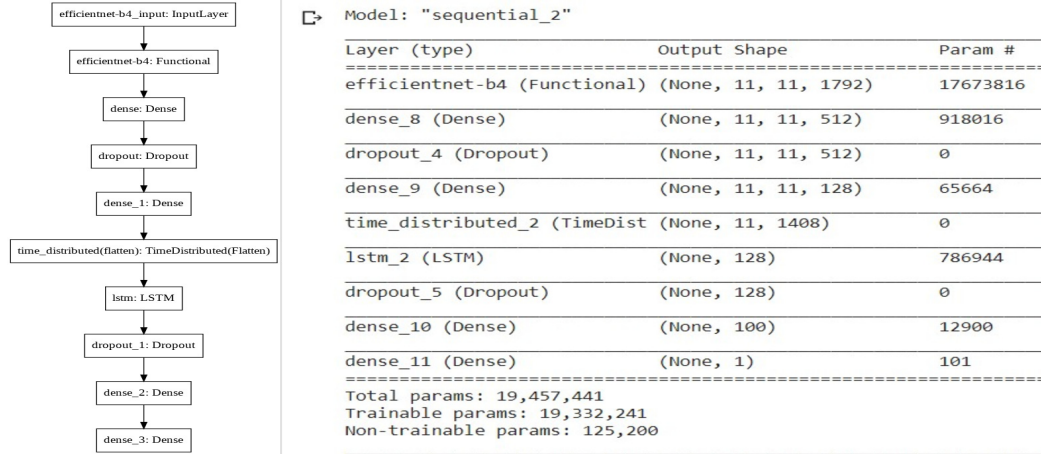 efficientnet-b4_input: InputLayer
efficientnet-b4: Functional
dense: Dense
dropout: Dropout
dense_1: Dense
time_distributed(flatten): TimeDistributed(Flatten)
lstm: LSTM
dropout_1: Dropout
dense_2: Dense
dense_3: Dense
Model: "sequential_2"
Layer (type) Output Shape Param #
efficientnet-b4 (Functional) (None, 11, 11, 1792) 17673816
dense_8 (Dense) (None, 11, 11, 512) 918016
dropout_4 (Dropout) (None, 11, 11, 512) 0
dense_9 (Dense) (None, 11, 11, 128) 65664
time_distributed_2 (TimeDist (None, 11, 1408) 0
lstm_2 (LSTM) (None, 128) 786944
dropout_5 (Dropout) (None, 128) 0
dense_10 (Dense) (None, 100) 12900
dense_11 (Dense) (None, 1) 101
Total params: 19,457,441
Trainable params: 19,332,241
Non-trainable params: 125,200